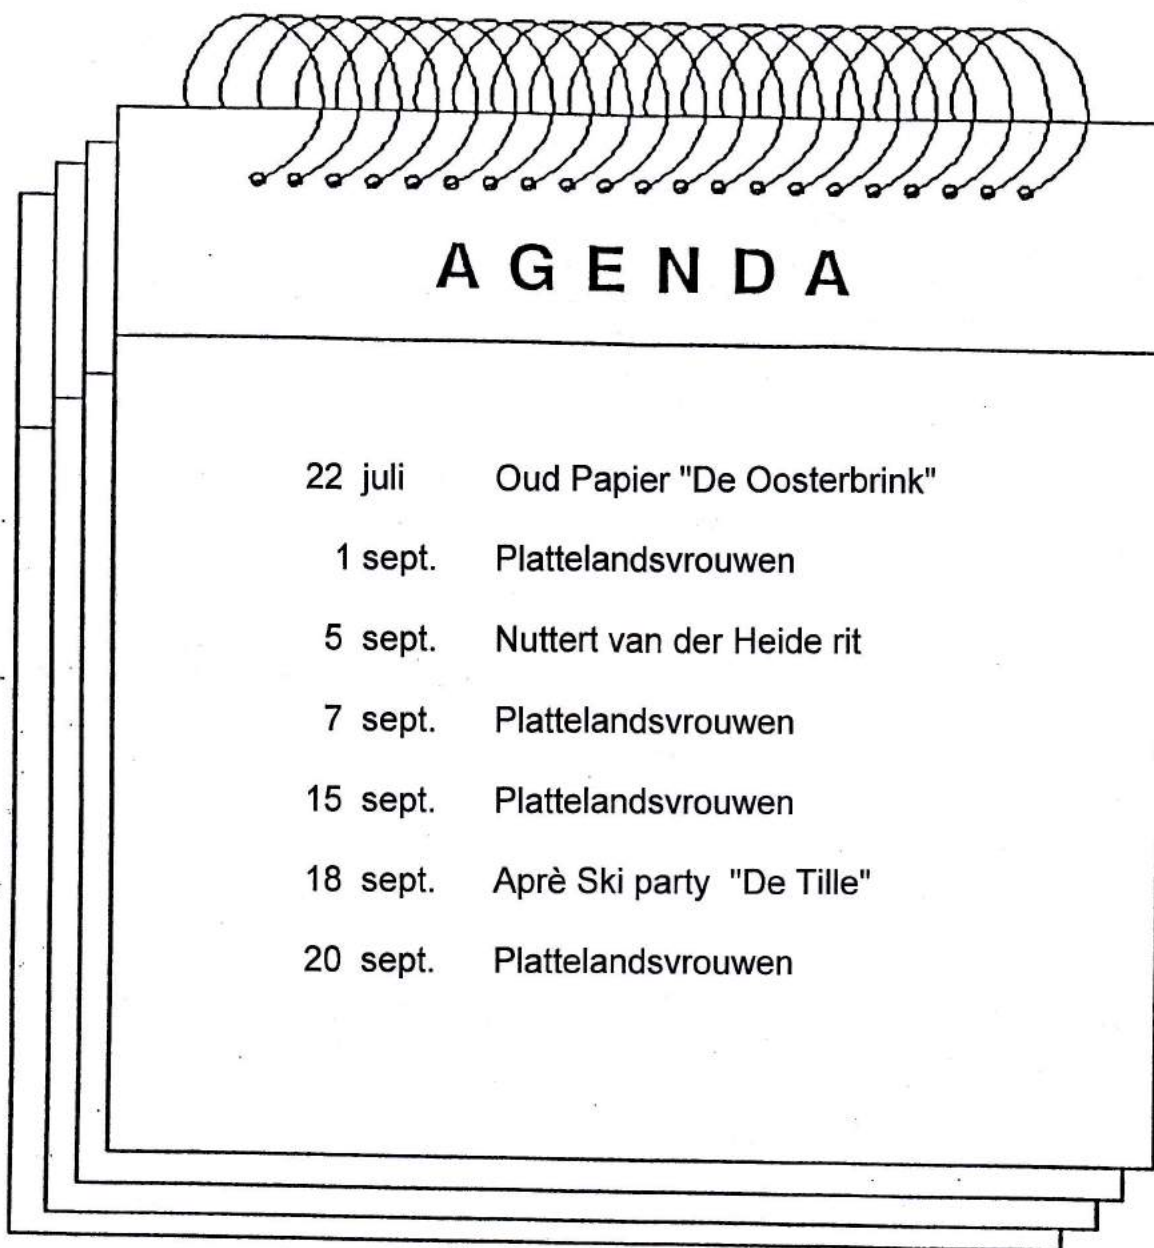 AGENDA
22 juli Oud Papier "De Oosterbrink"
1 sept. Plattelandsvrouwen
5 sept. Nuttert van der Heide rit
7 sept. Plattelandsvrouwen
15 sept. Plattelandsvrouwen
18 sept. Aprè Ski party "De Tille"
20 sept. Plattelandsvrouwen